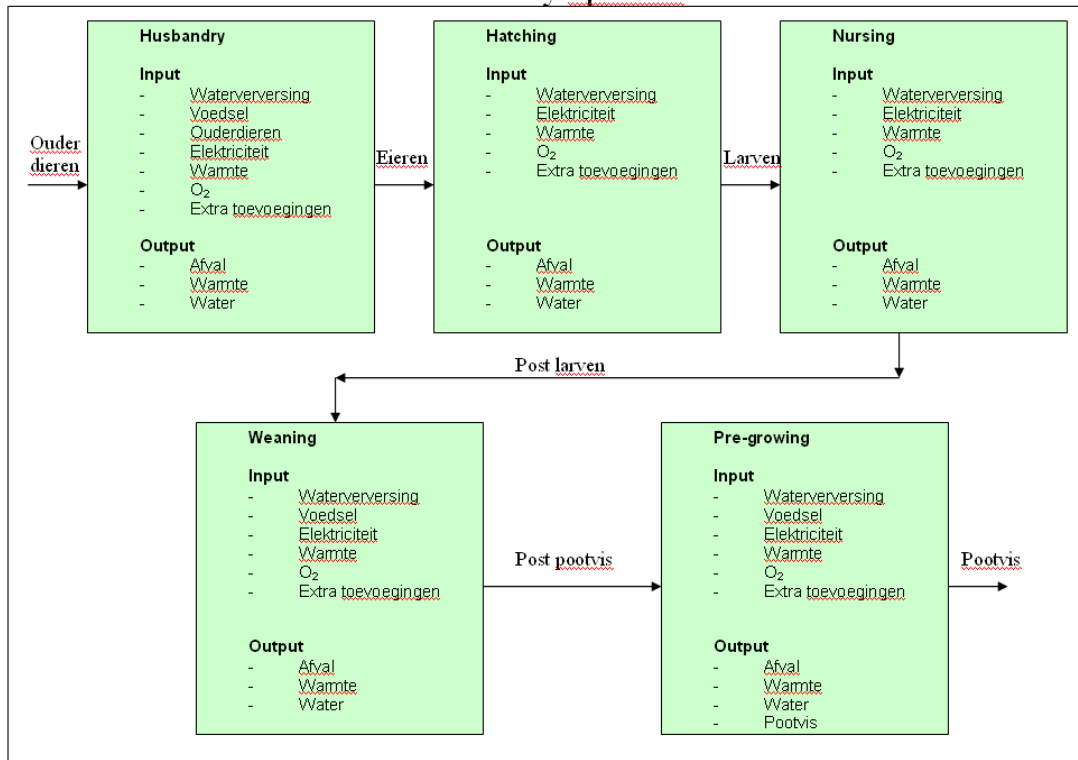 Husbandry
Input
- Waterverversing
- Voedsel
- Ouderdieren
- Elektriciteit
- Warmte
- O₂
- Extra toevoegingen
Output
- Afval
- Warmte
- Water
Hatching
Input
- Waterverversing
- Elektriciteit
- Warmte
- O₂
- Extra toevoegingen
Output
- Afval
- Warmte
- Water
Nursing
Input
- Waterverversing
- Elektriciteit
- Warmte
- O₂
- Extra toevoegingen
Output
- Afval
- Warmte
- Water
Ouder
dieren
Eieren
Larven
Post larven
Weaning
Input
- Waterverversing
- Voedsel
- Elektriciteit
- Warmte
- O₂
- Extra toevoegingen
Output
- Afval
- Warmte
- Water
Post pootvis
Pre-growing
Input
- Waterverversing
- Voedsel
- Elektriciteit
- Warmte
- O₂
- Extra toevoegingen
Output
- Afval
- Warmte
- Water
- Pootvis
Pootvis